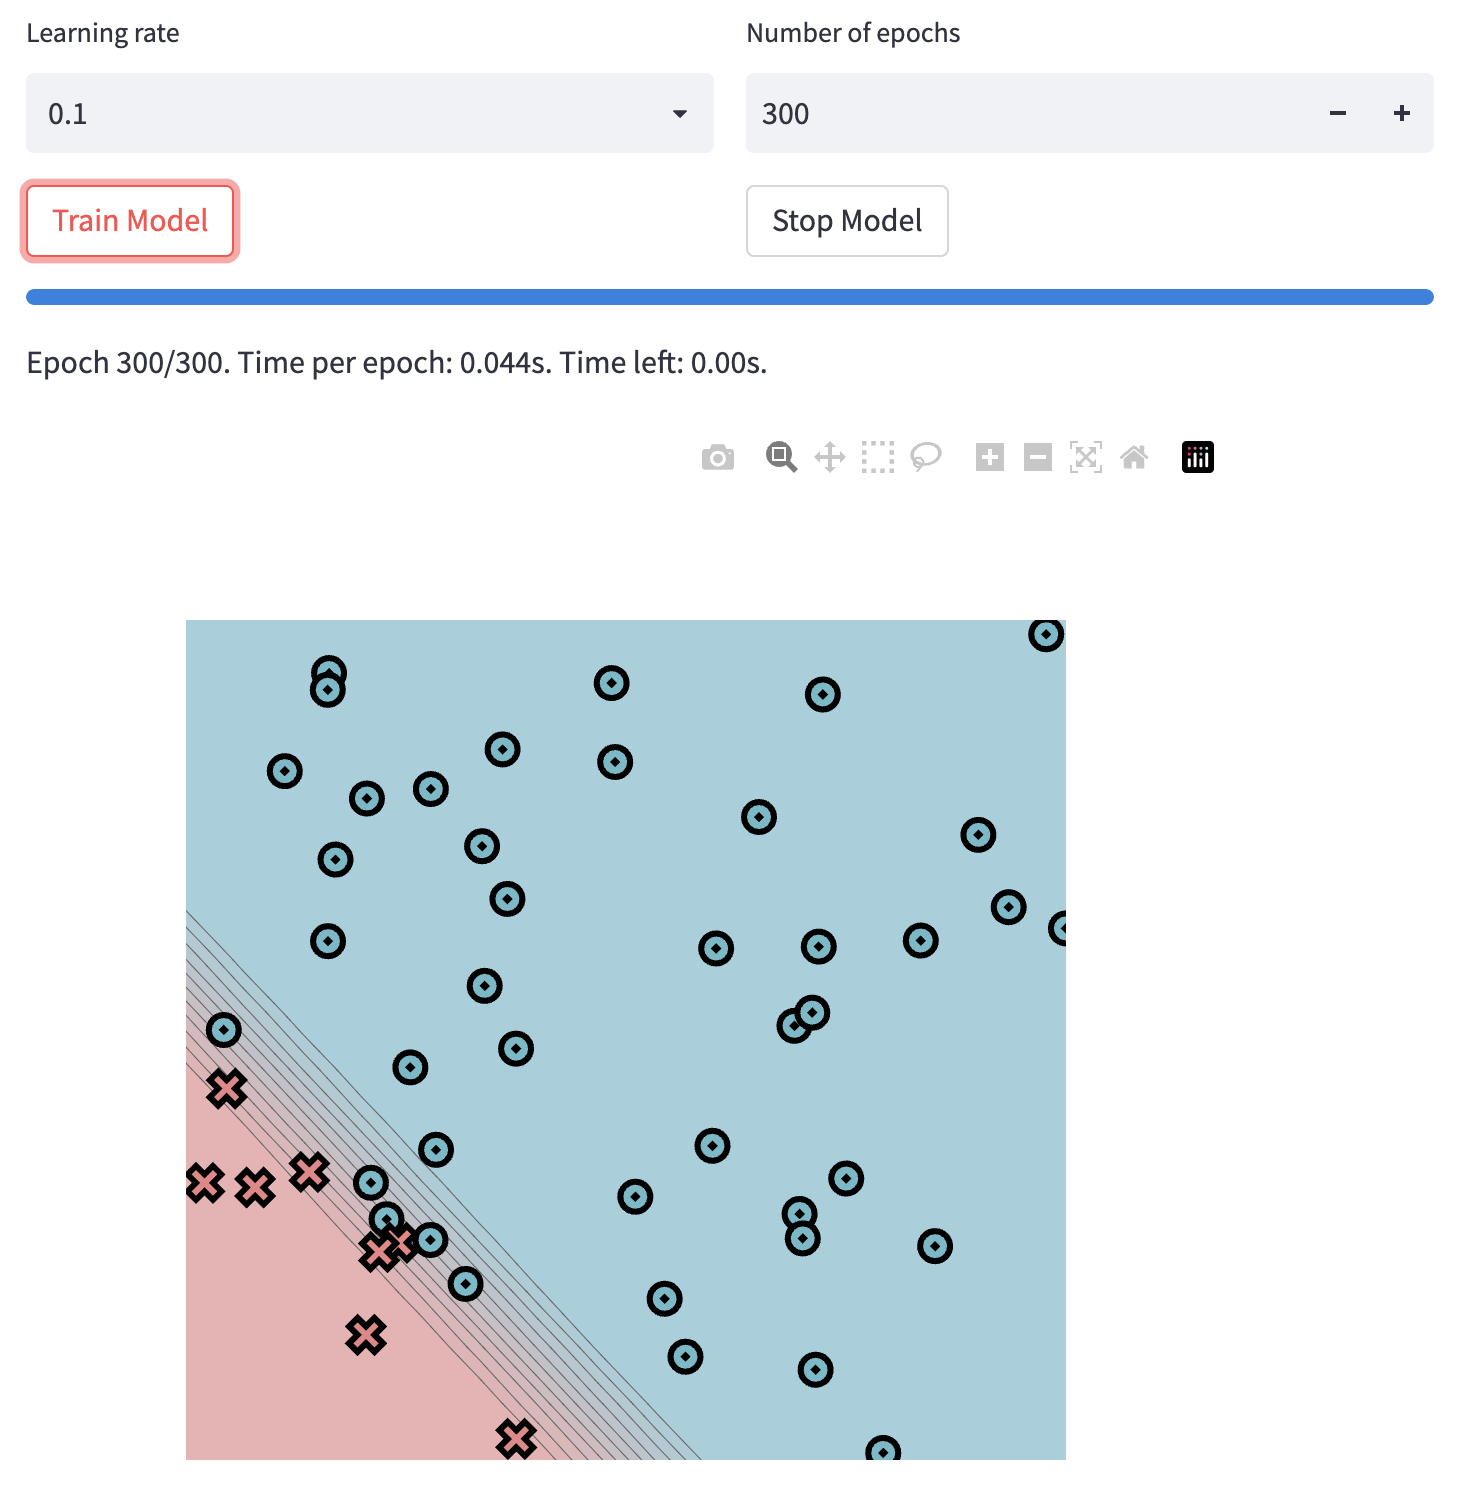 Learning rate
Number of epochs
0.1
300
Train Model
Stop Model
Epoch 300/300. Time per epoch: 0.044s. Time left: 0.00s.